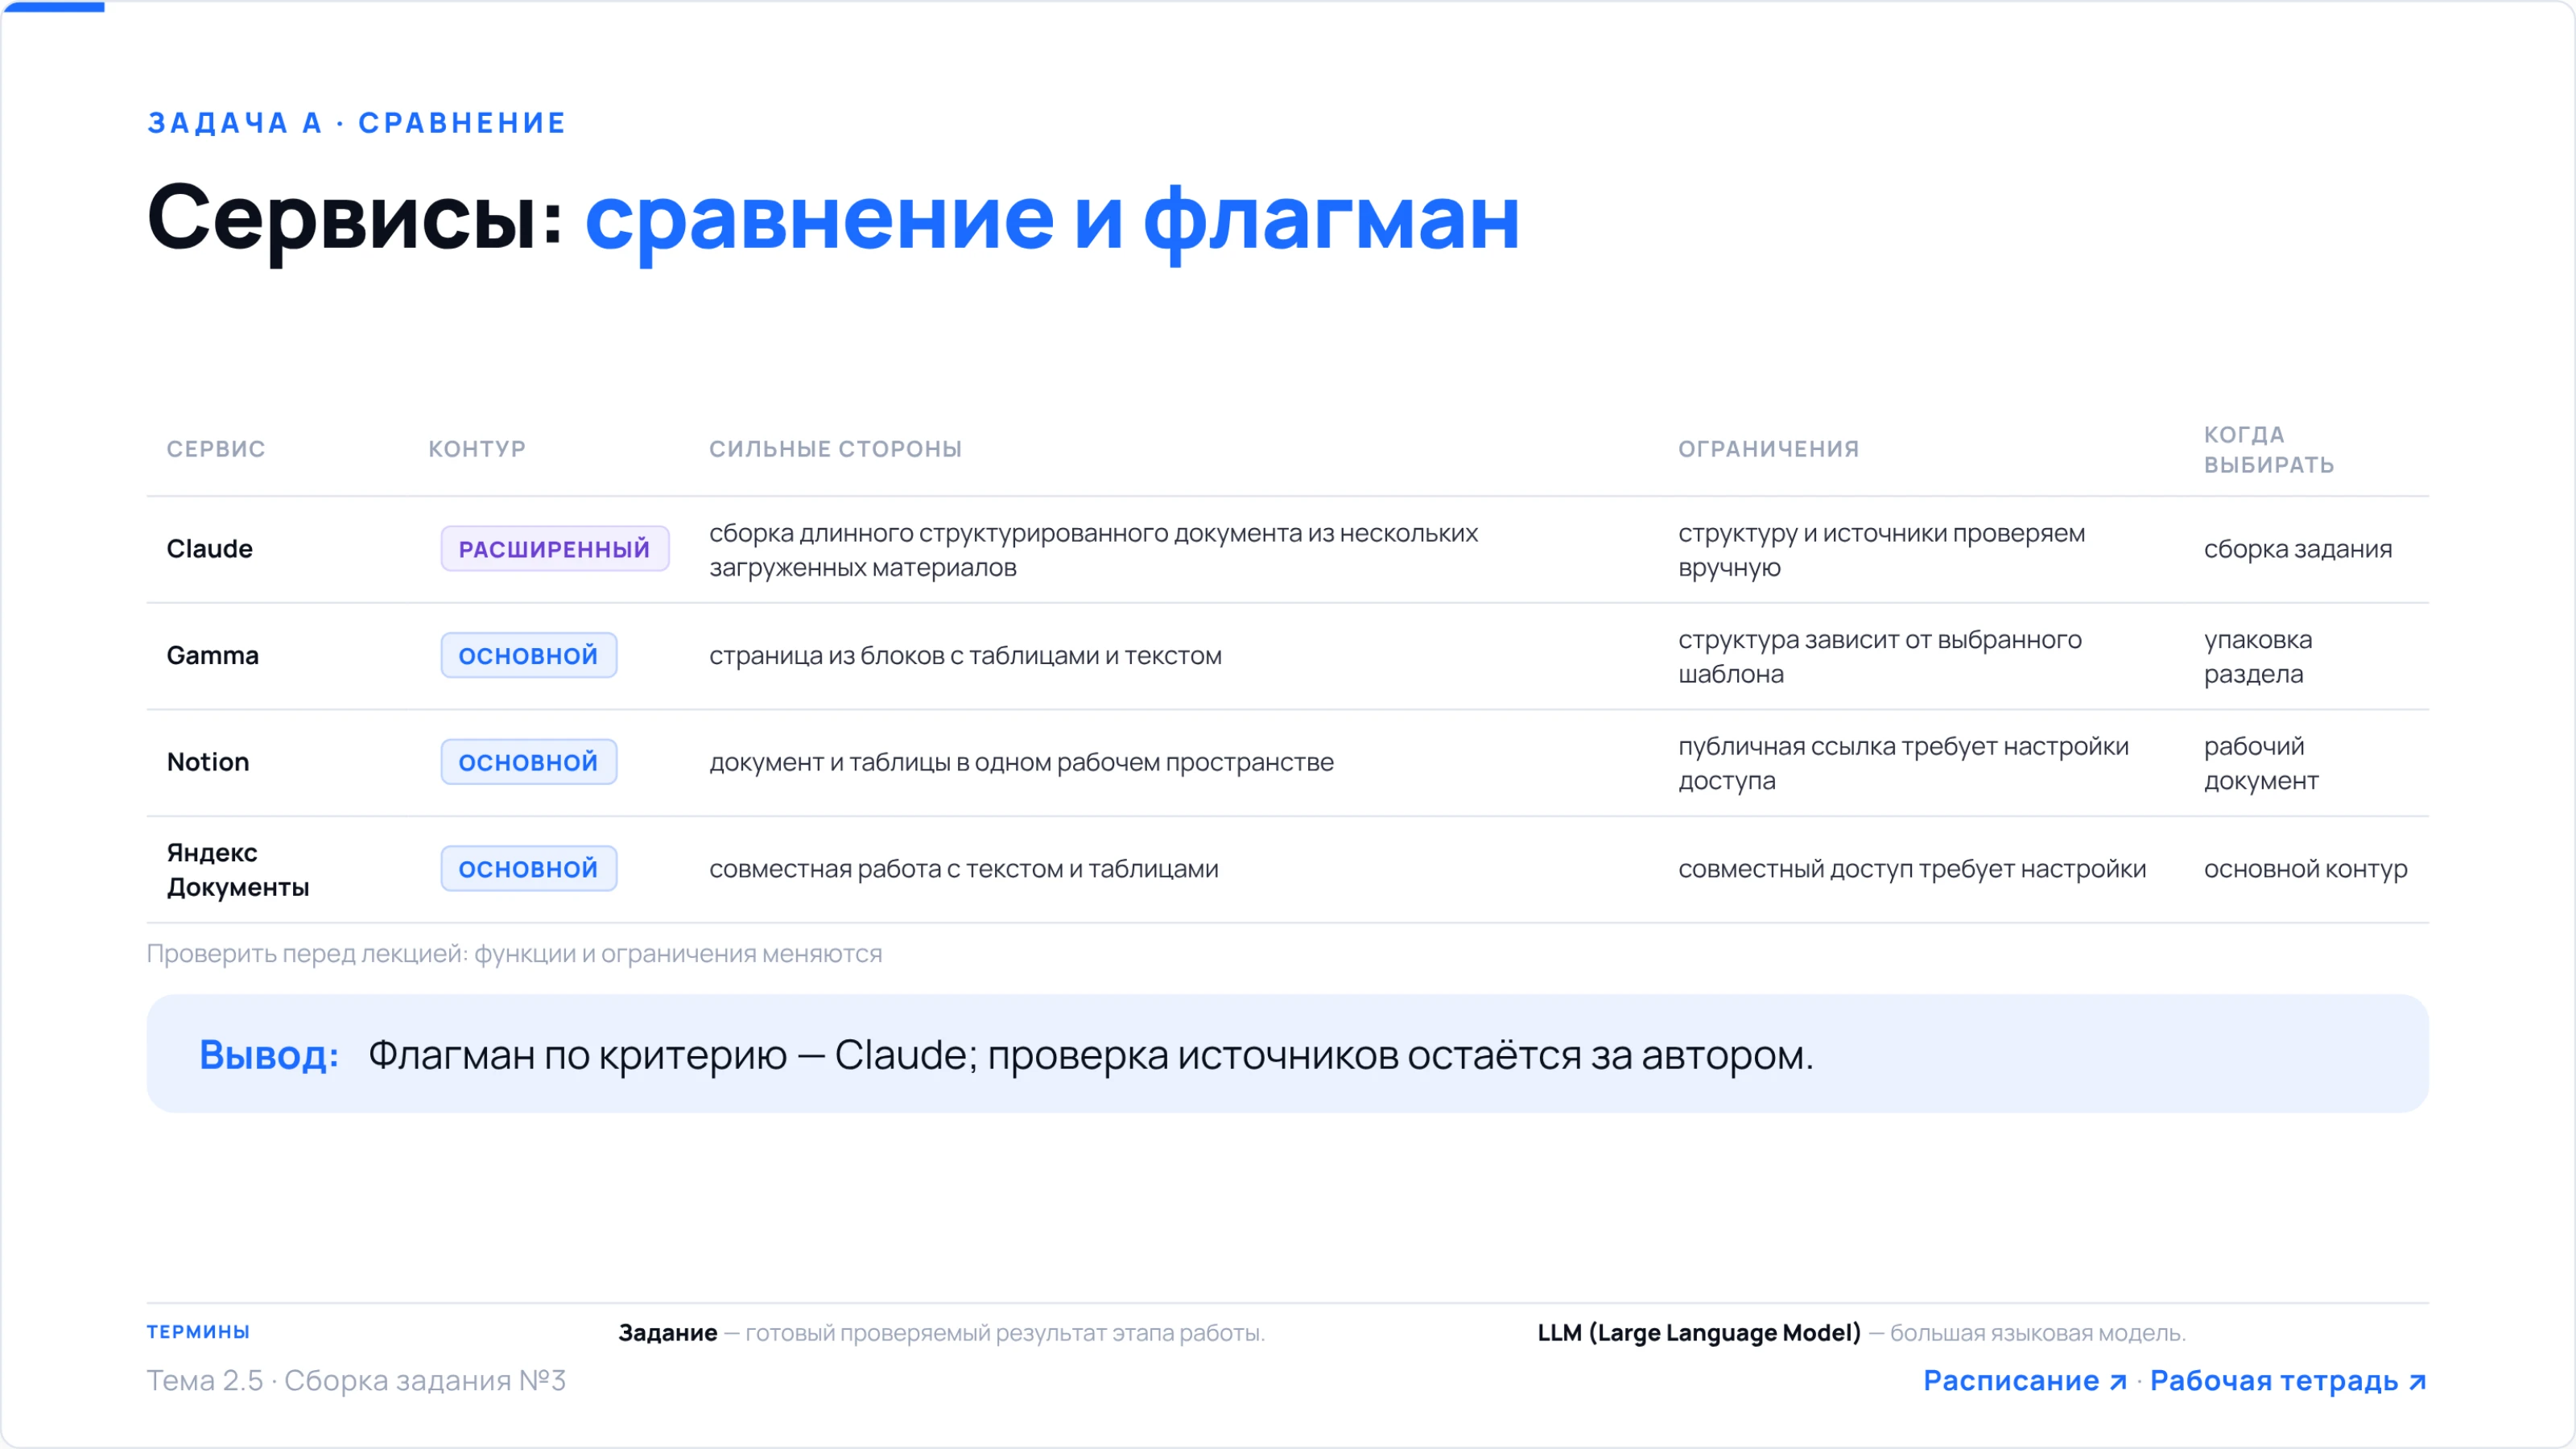 ЗАДАЧА А · СРАВНЕНИЕ
Сервисы: сравнение и флагман
СЕРВИС КОНТУР СИЛЬНЫЕ СТОРОНЫ ОГРАНИЧЕНИЯ КОГДА
ВЫБИРАТЬ
Claude РАСШИРЕННЫЙ сборка длинного структурированного документа из нескольких
загруженных материалов
структуру и источники проверяем
вручную
сборка задания
Gamma ОСНОВНОЙ страница из блоков с таблицами и текстом
структура зависит от выбранного
шаблона
упаковка
раздела
Notion ОСНОВНОЙ документ и таблицы в одном рабочем пространстве
публичная ссылка требует настройки
доступа
рабочий
документ
Яндекс
Документы
ОСНОВНОЙ совместная работа с текстом и таблицами совместный доступ требует настройки основной контур
Проверить перед лекцией: функции и ограничения меняются
Вывод: Флагман по критерию — Claude; проверка источников остаётся за автором.
ТЕРМИНЫ Задание — готовый проверяемый результат этапа работы. LLM (Large Language Model) — большая языковая модель.
Тема 2.5 · Сборка задания №3 Расписание ↗ · Рабочая тетрадь ↗